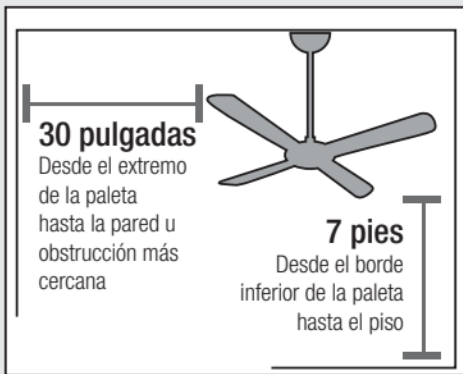 30 pulgadas
Desde el extremo
de la paleta
hasta la pared u
obstrucción más
cercana
7 pies
Desde el borde
inferior de la paleta
hasta el piso